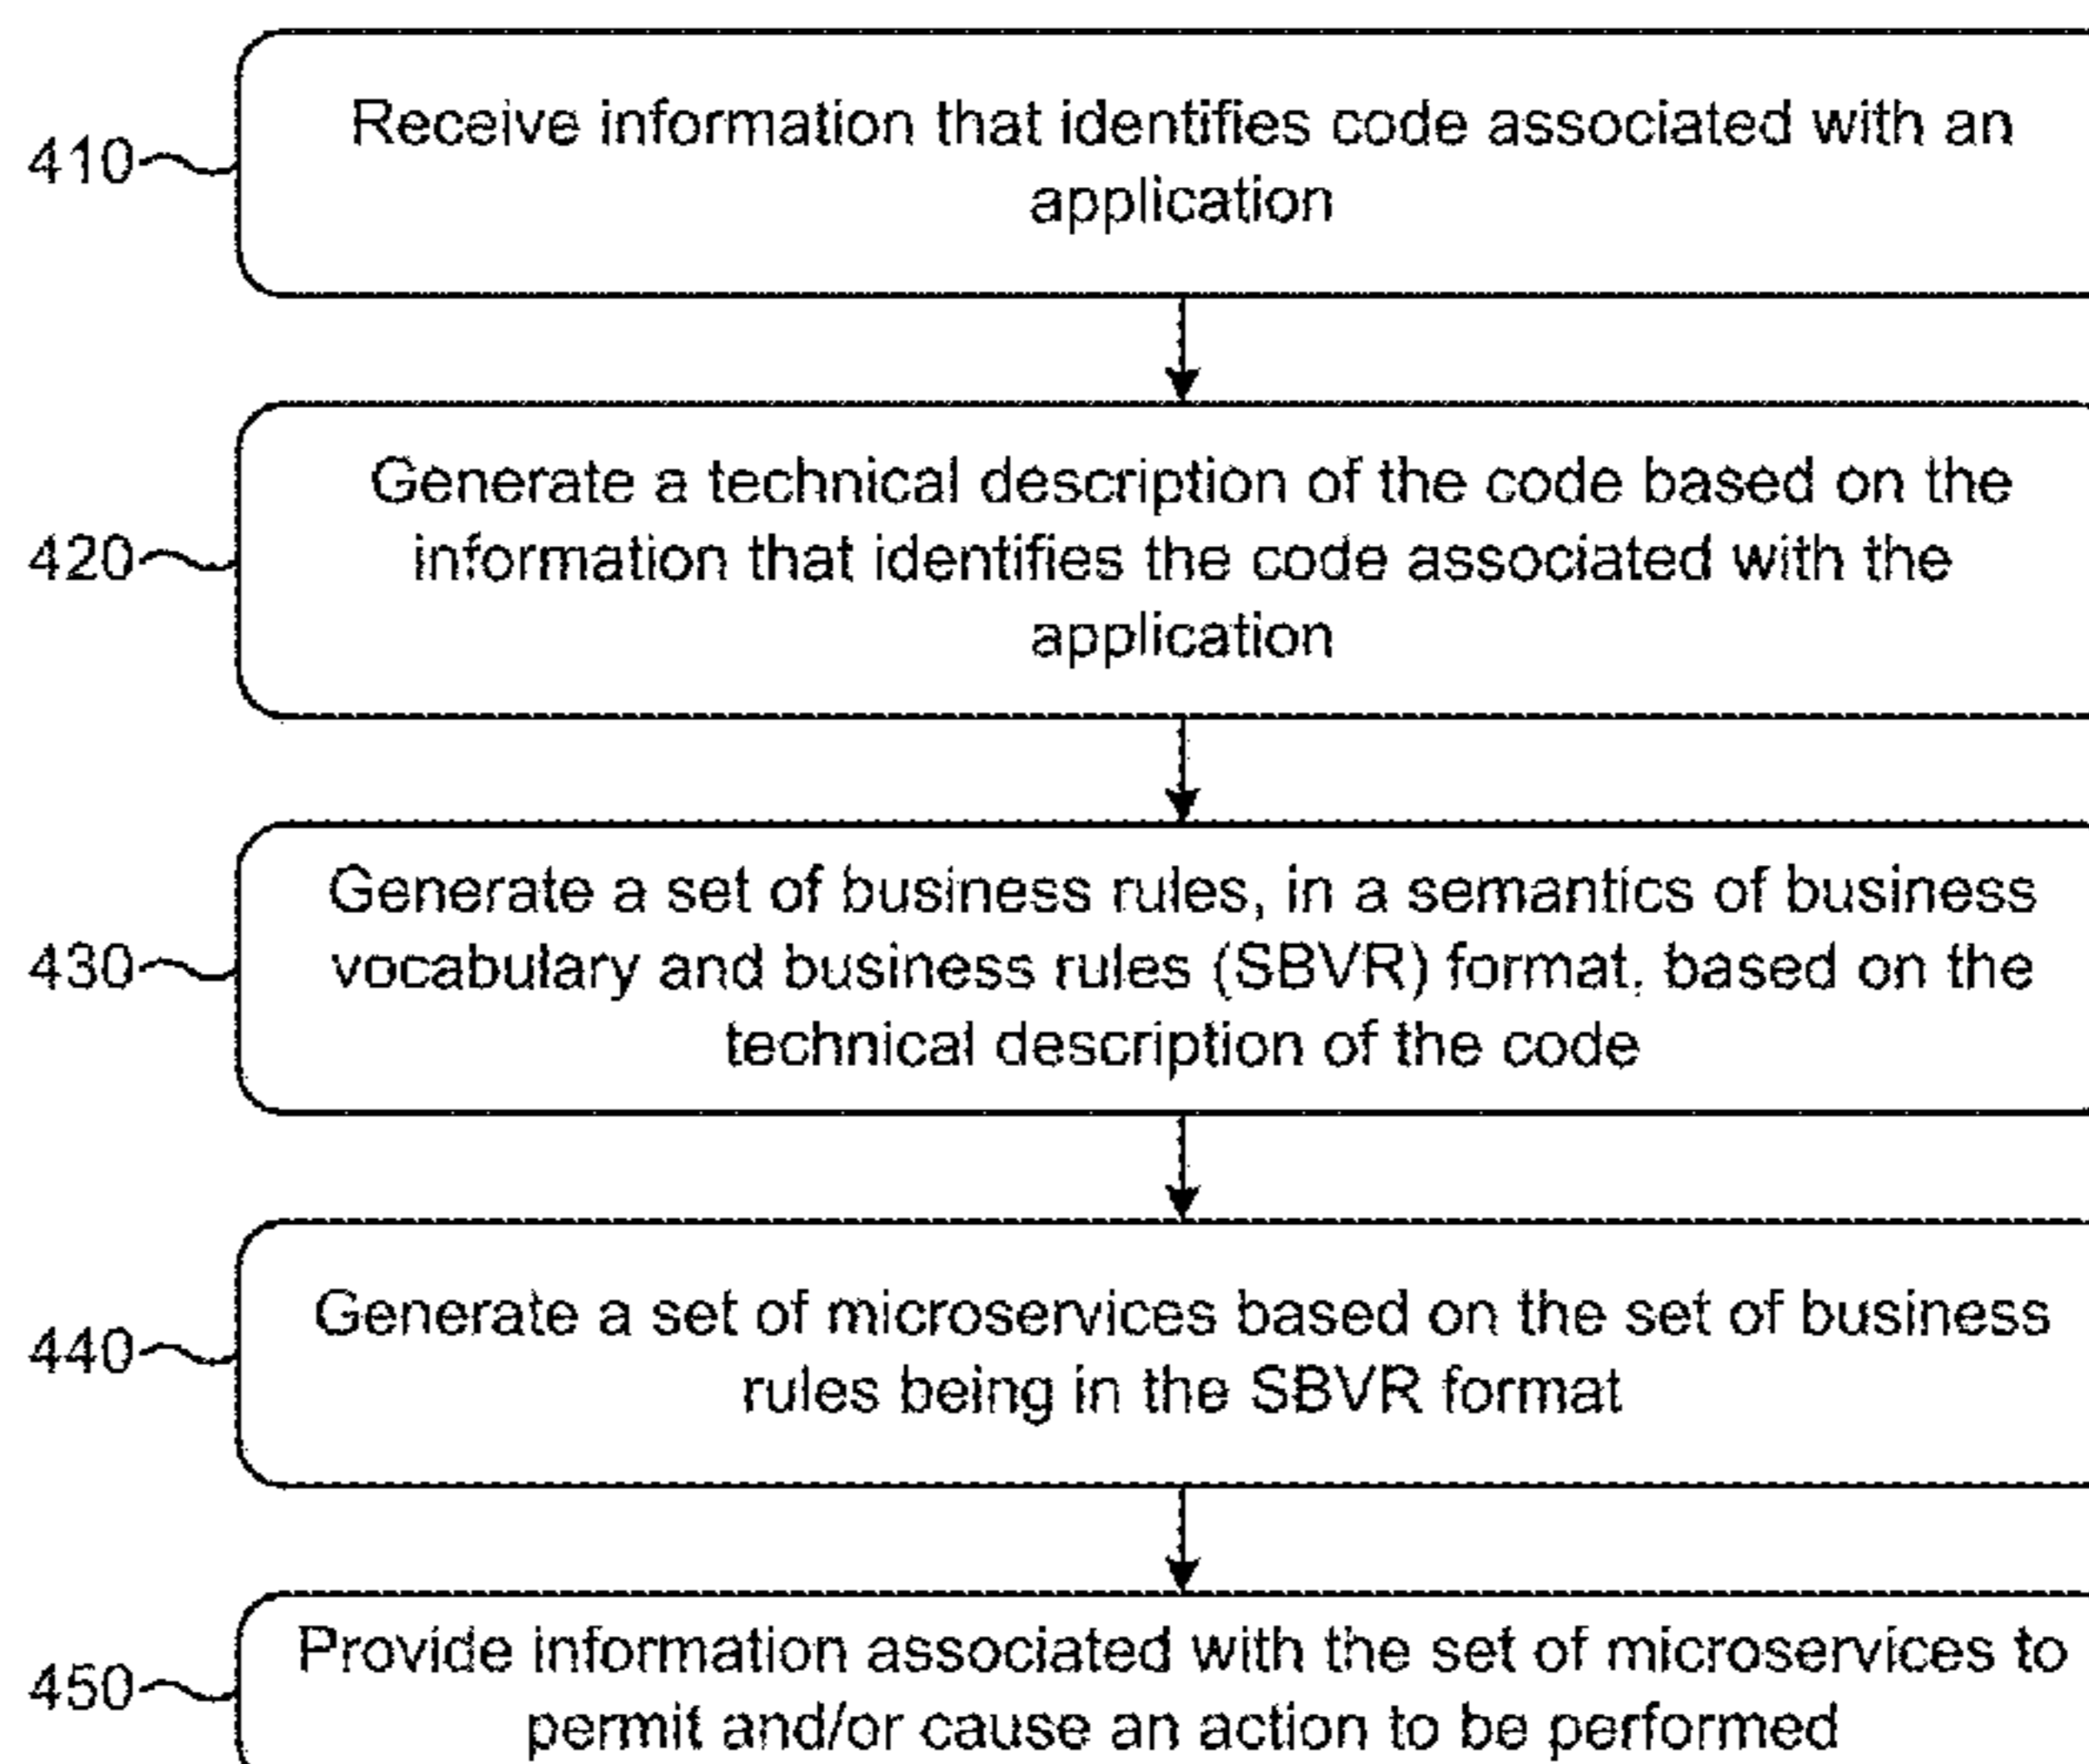 410
Receive information that identifies code associated with an
application
420
Generate a technical description of the code based on the
information that identifies the code associated with the
application
430
Generate a set of business rules, in a semantics of business
vocabulary and business rules (SBVR) format, based on the
technical description of the code
440
Generate a set of microservices based on the set of business
rules being in the SBVR format
450
Provide information associated with the set of microservices to
permit and/or cause an action to be performed